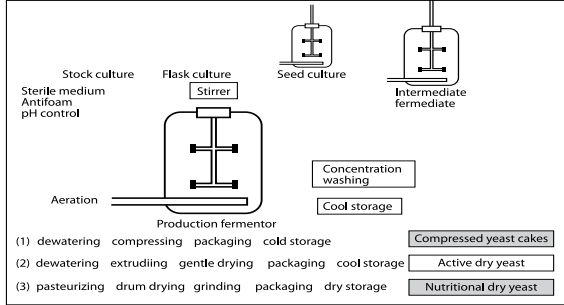 Seed culture
Stock culture Flask culture
Sterile medium
Antifoam
pH control
Stirrer
Intermediate
fermediate
Concentration
washing
Aeration
Cool storage
Production fermentor
(1) dewatering compressing packaging cold storage Compressed yeast cakes
(2) dewatering extrudiing gentle drying packaging cool storage Active dry yeast
(3) pasteurizing drum drying grinding packaging dry storage Nutritional dry yeast